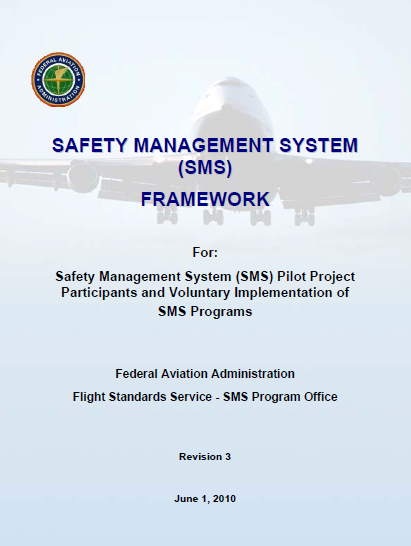 FEDERAL AVIATION
ADMINISTRATION
SAFETY MANAGEMENT SYSTEM
(SMS)
FRAMEWORK
For:
Safety Management System (SMS) Pilot Project
Participants and Voluntary Implementation of
SMS Programs
Federal Aviation Administration
Flight Standards Service - SMS Program Office
Revision 3
June 1, 2010